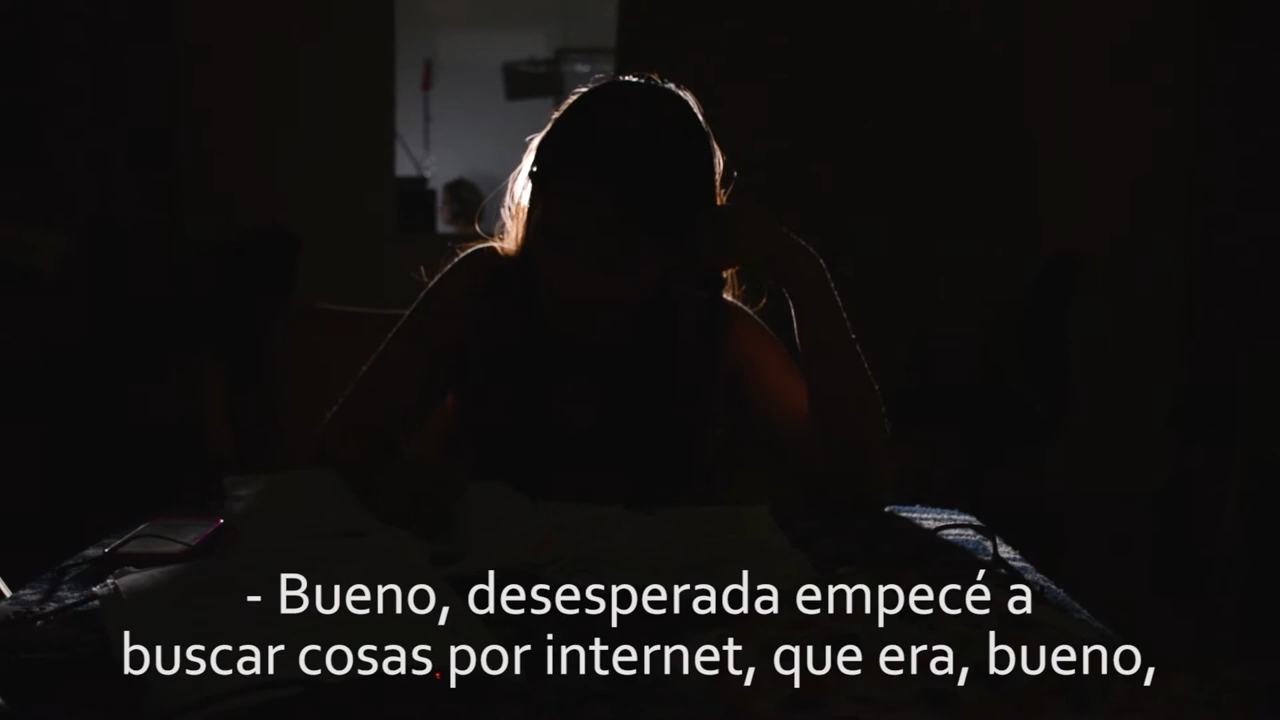 - Bueno, desesperada empecé a
buscar cosas por internet, que era, bueno,